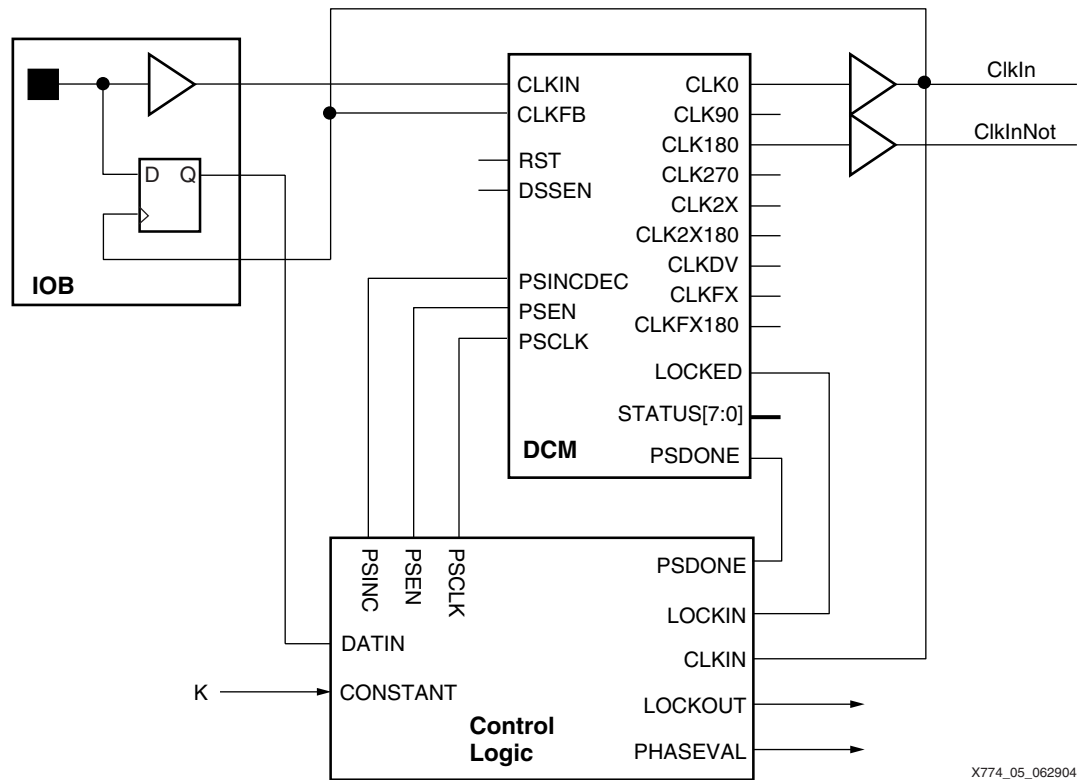 ClkIn
CLKIN
CLK0
CLKFB
CLK90
ClkInNot
CLK180
RST
D Q
CLK270
DSSEN
CLK2X
CLK2X180
CLKDV
IOB
PSINCDEC
CLKFX
PSEN
CLKFX180
PSCLK
LOCKED
STATUS[7:0]
DCM
PSDONE
PSINC
PSEN
PSCLK
PSDONE
LOCKIN
DATIN
CLKIN
K
CONSTANT
LOCKOUT
Control
Logic
PHASEVAL
X774_05_062904